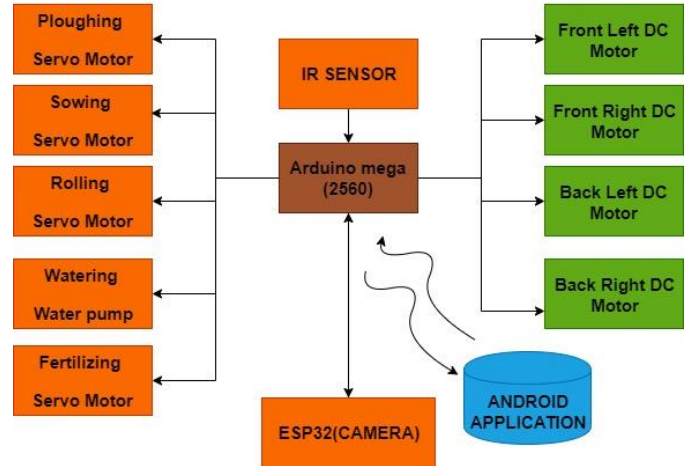 Ploughing
Servo Motor
Sowing
Servo Motor
Rolling
Servo Motor
Watering
Water pump
Fertilizing
Servo Motor
IR SENSOR
Arduino mega
(2560)
ESP32(CAMERA)
Front Left DC
Motor
Front Right DC
Motor
Back Left DC
Motor
Back Right DC
Motor
ANDROID
APPLICATION